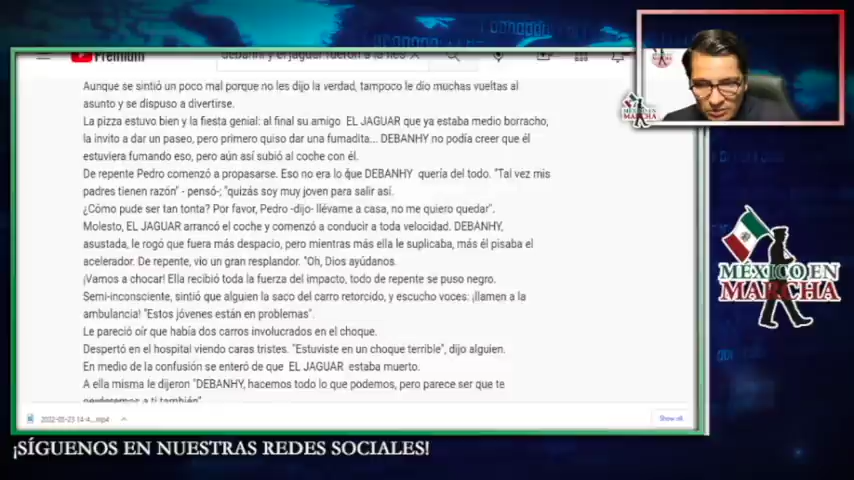 Premium
debanhi y el jaguar fueron a la fies
Aunque se sintió un poco mal porque no les dijo la verdad, tampoco le dio muchas vueltas al
asunto y se dispuso a divertirse.
La pizza estuvo bien y la fiesta genial: al final su amigo EL JAGUAR que ya estaba medio borracho,
la invito a dar un paseo, pero primero quiso dar una fumadita... DEBANHY no podía creer que él
estuviera fumando eso, pero aún así subió al coche con él.
De repente Pedro comenzó a propasarse. Eso no era lo que DEBANHY quería del todo. "Tal vez mis
padres tienen razón" - pensó-; "quizás soy muy joven para salir así.
¿Cómo pude ser tan tonta? Por favor, Pedro -dijo- llévame a casa, no me quiero quedar".
Molesto, EL JAGUAR arrancó el coche y comenzó a conducir a toda velocidad. DEBANHY,
asustada, le rogó que fuera más despacio, pero mientras más ella le suplicaba, más él pisaba el
acelerador. De repente, vio un gran resplandor. "Oh, Dios ayúdanos.
¡Vamos a chocar! Ella recibió toda la fuerza del impacto, todo de repente se puso negro.
Semi-inconsciente, sintió que alguien la saco del carro retorcido, y escucho voces: ¡llamen a la
ambulancia! "Estos jóvenes están en problemas".
Le pareció oír que había dos carros involucrados en el choque.
Despertó en el hospital viendo caras tristes. "Estuviste en un choque terrible", dijo alguien.
En medio de la confusión se enteró de que EL JAGUAR estaba muerto.
A ella misma le dijeron "DEBANHY, hacemos todo lo que podemos, pero parece ser que te
perderemos a ti también"
Show all
MÉXICO EN
MARCHA
¡SÍGUENOS EN NUESTRAS REDES SOCIALES!